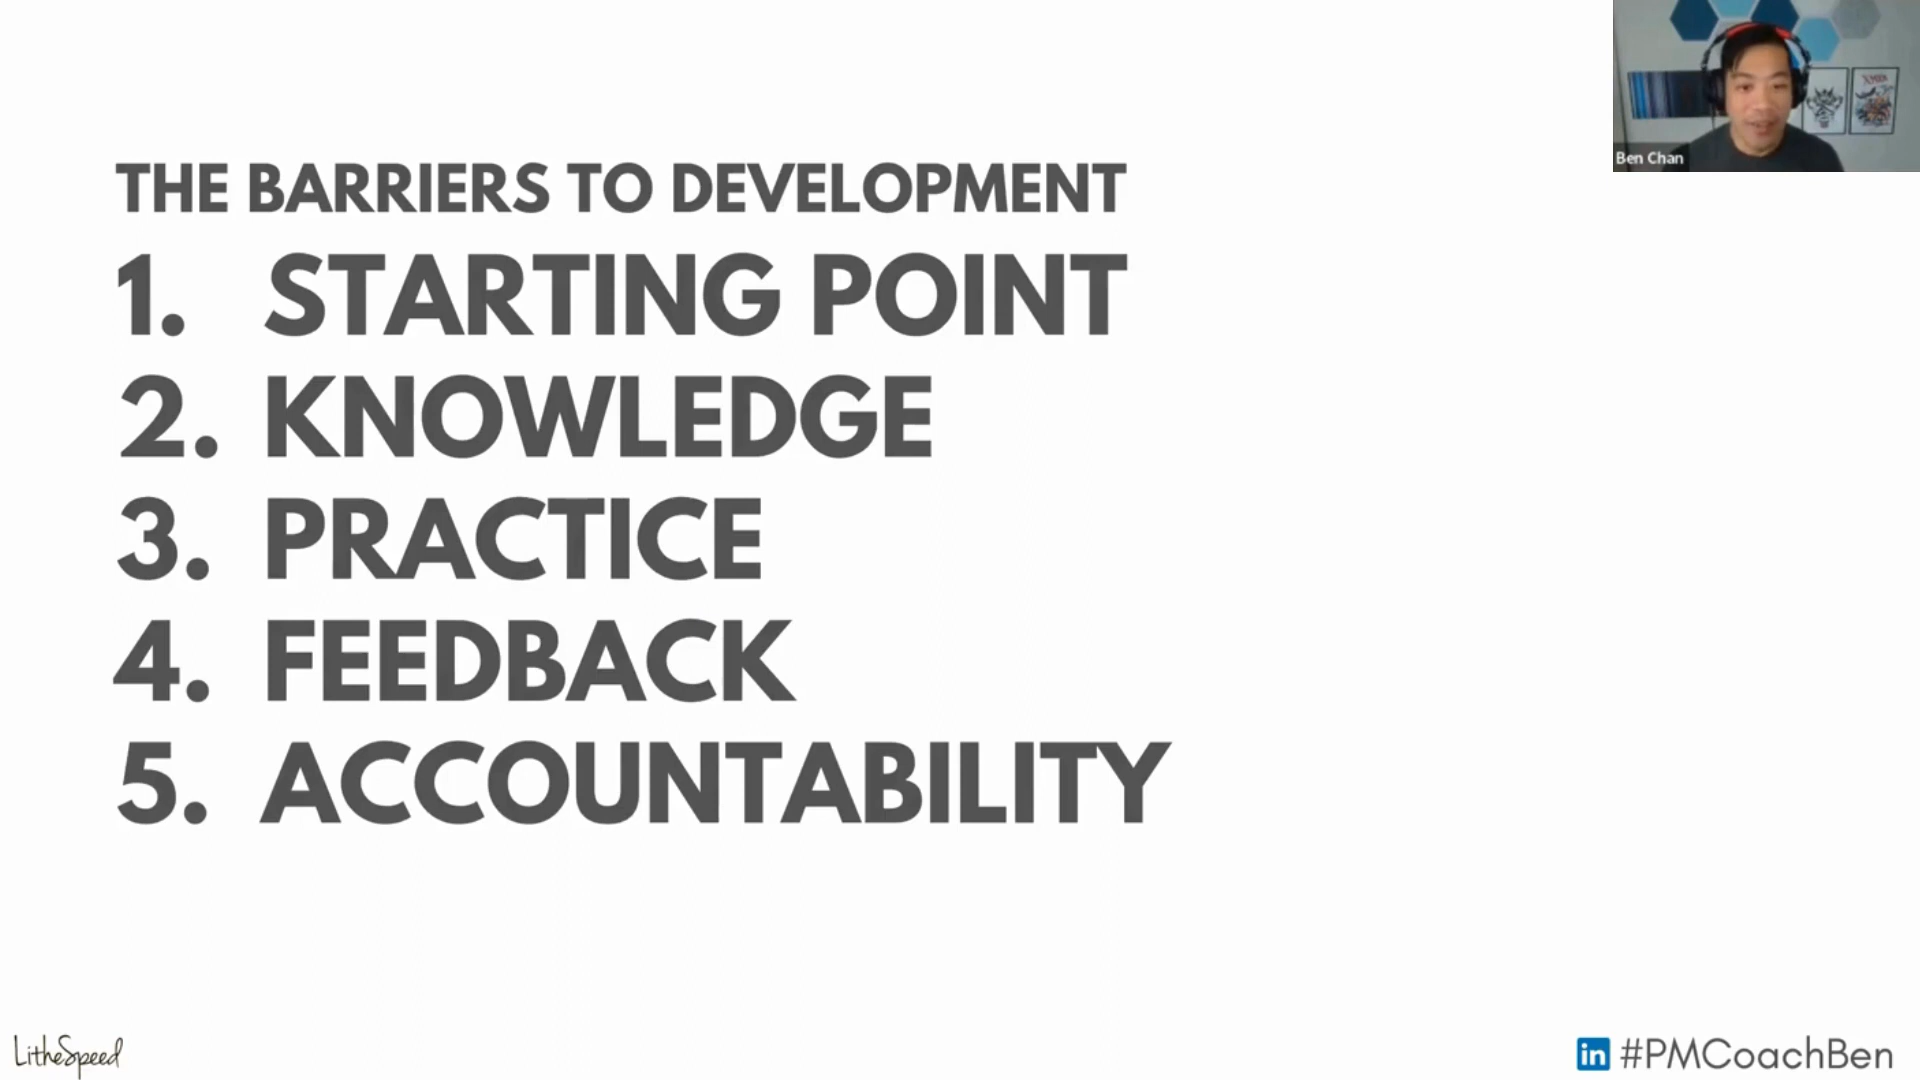 THE BARRIERS TO DEVELOPMENT
1. STARTING POINT
2. KNOWLEDGE
3. PRACTICE
4. FEEDBACK
5. ACCOUNTABILITY
Ben Chan
X-MEN
LitheSpeed
in #PMCoachBen